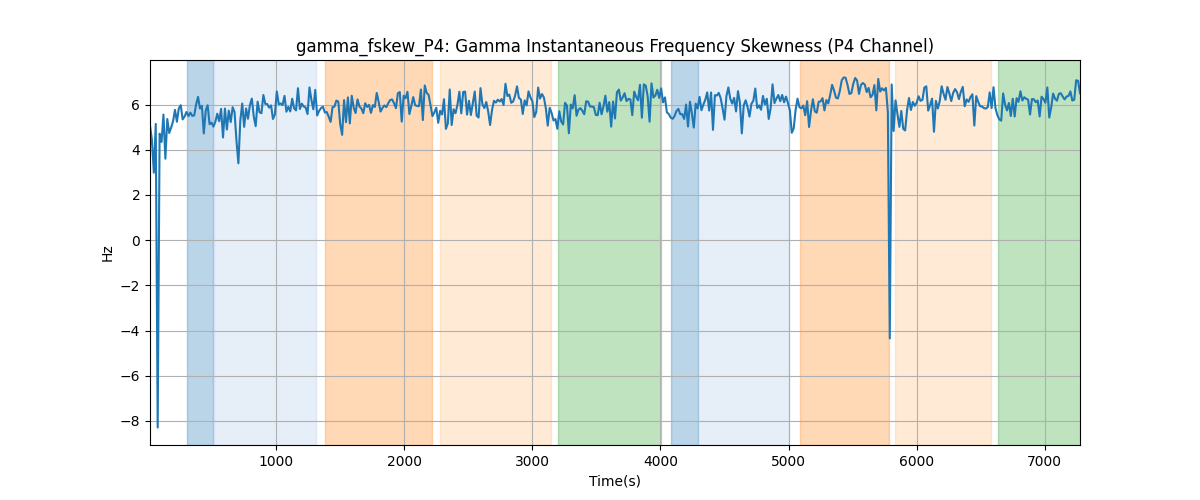 gamma_fskew_P4: Gamma Instantaneous Frequency Skewness (P4 Channel)
6
4
2
0
−2
−4
−6
−8
Hz
1000 2000 3000 4000 5000 6000 7000
Time(s)